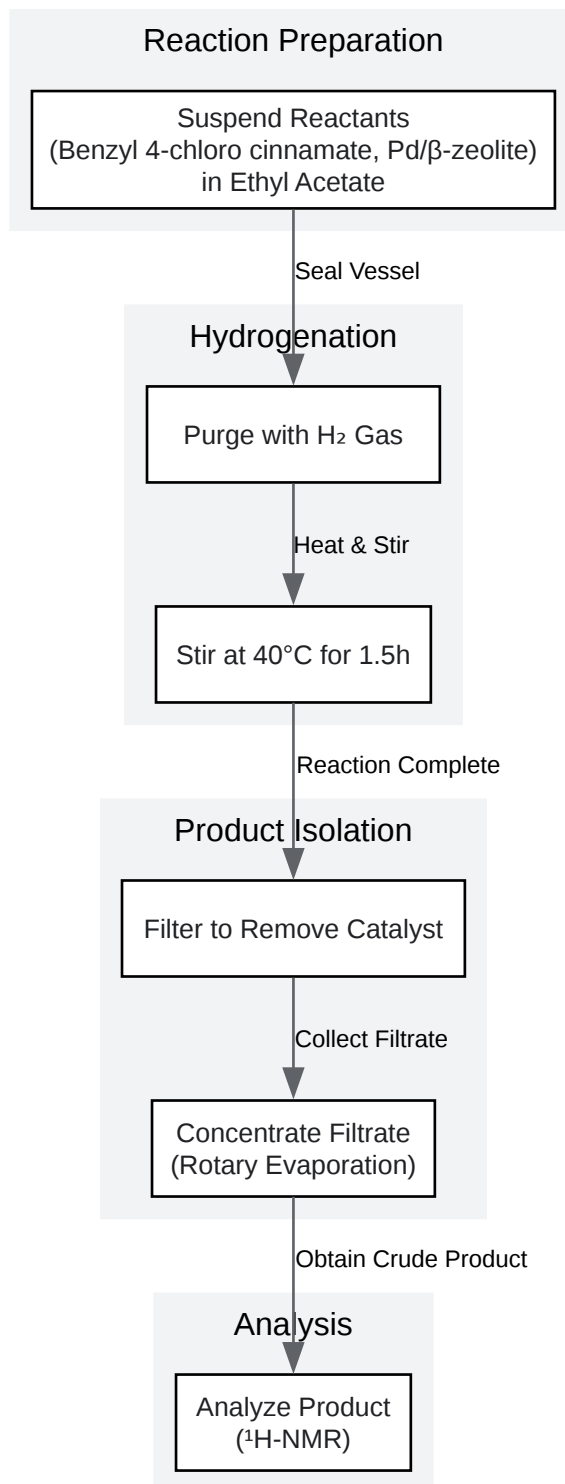 Reaction Preparation
Suspend Reactants
(Benzyl 4-chloro cinnamate, Pd/β-zeolite)
in Ethyl Acetate
Seal Vessel
Hydrogenation
Purge with H₂ Gas
Heat & Stir
Stir at 40°C for 1.5h
Reaction Complete
Product Isolation
Filter to Remove Catalyst
Collect Filtrate
Concentrate Filtrate
(Rotary Evaporation)
Obtain Crude Product
Analysis
Analyze Product
(¹H-NMR)